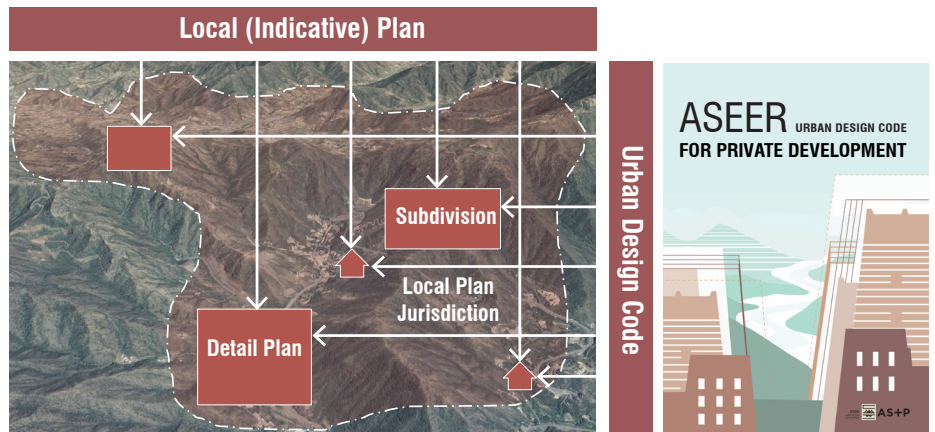 Local (Indicative) Plan
Subdivision
Local Plan
Jurisdiction
Detail Plan
Urban Design Code
ASEER URBAN DESIGN CODE
FOR PRIVATE DEVELOPMENT
AS+P